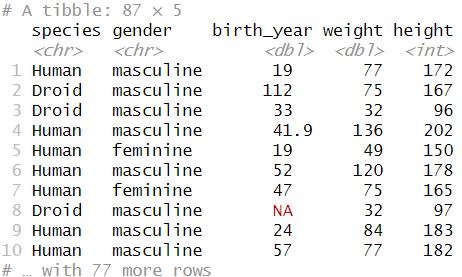 # A tibble: 87 × 5
species gender birth_year weight height
<chr> <chr> <dbl> <dbl> <int>
1 Human masculine 19 77 172
2 Droid masculine 112 75 167
3 Droid masculine 33 32 96
4 Human masculine 41.9 136 202
5 Human feminine 19 49 150
6 Human masculine 52 120 178
7 Human feminine 47 75 165
8 Droid masculine NA 32 97
9 Human masculine 24 84 183
10 Human masculine 57 77 182
# … with 77 more rows